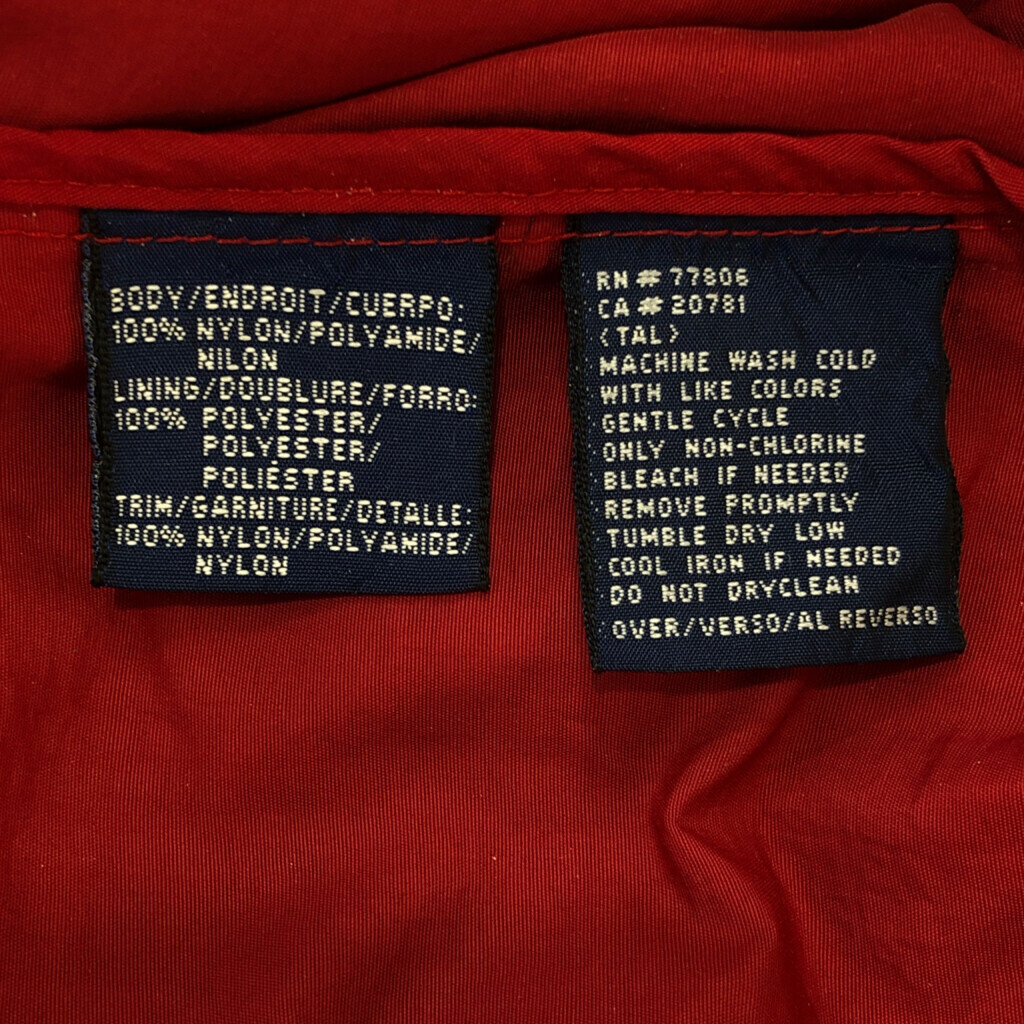 BODY/ENDROIT/CUERPO:
100% NYLON/POLYAMIDE/
NILON
LINING/DOUBLURE/FORRO:
100% POLYESTER/
POLYESTER/
POLIÉSTER
TRIM/GARNITURE/DETALLE:
100% NYLON/POLYAMIDE/
NYLON
RN # 77806
CA # 20781
(TAL)
MACHINE WASH COLD
WITH LIKE COLORS
GENTLE CYCLE
ONLY NON-CHLORINE
BLEACH IF NEEDED
REMOVE PROMPTLY
TUMBLE DRY LOW
COOL IRON IF NEEDED
DO NOT DRYCLEAN
OVER/VERSO/AL REVERSO